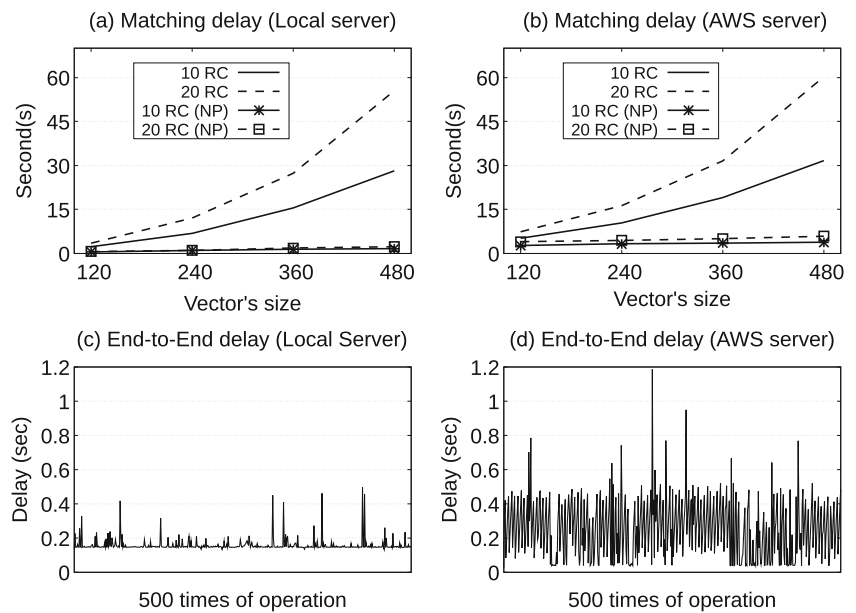 (a) Matching delay (Local server)
60
45
30
15
0
Second(s)
10 RC
20 RC
10 RC (NP)
20 RC (NP)
120 240 360 480
Vector's size
(b) Matching delay (AWS server)
60
45
30
15
0
Second(s)
10 RC
20 RC
10 RC (NP)
20 RC (NP)
120 240 360 480
Vector's size
(c) End-to-End delay (Local Server)
1.2
1
0.8
0.6
0.4
0.2
0
Delay (sec)
500 times of operation
(d) End-to-End delay (AWS server)
1.2
1
0.8
0.6
0.4
0.2
0
Delay (sec)
500 times of operation